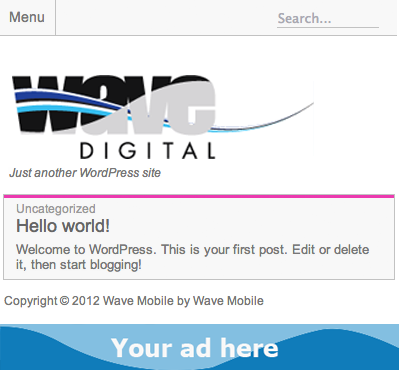 Menu
Search...
wave
DIGITAL
Just another WordPress site
Uncategorized
Hello world!
Welcome to WordPress. This is your first post. Edit or delete
it, then start blogging!
Copyright © 2012 Wave Mobile by Wave Mobile
Your ad here